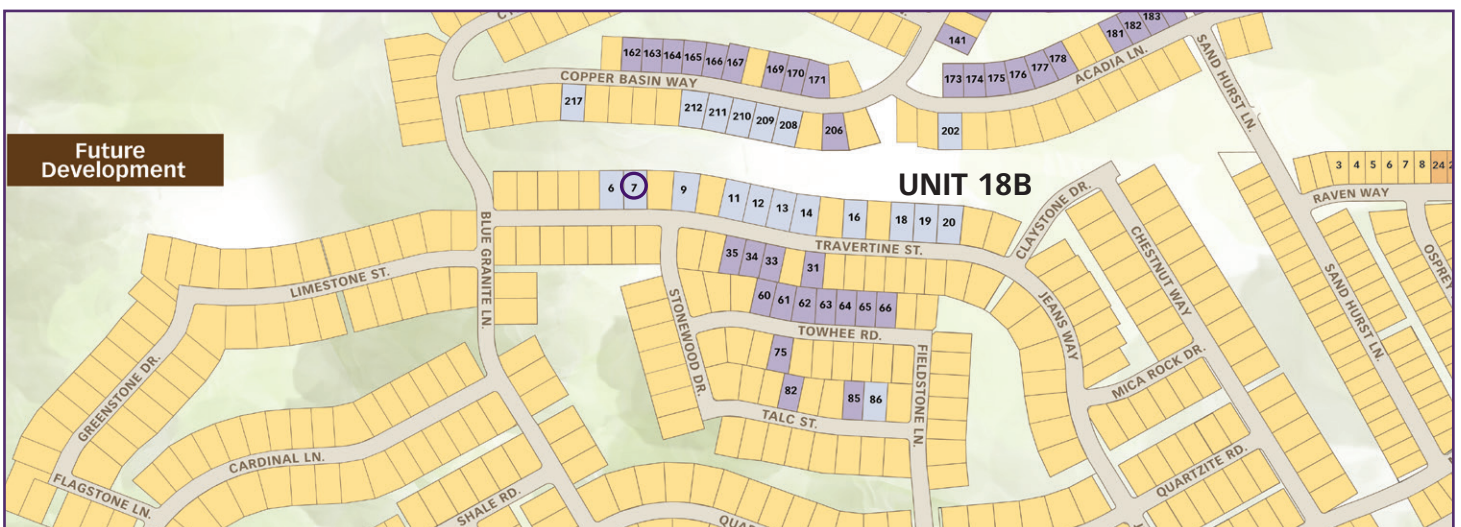 141
183
182
181
162 163 164 165 166 167
169 170 171
173 174 175 176 177 178
ACADIA LN.
SAND HURST LN.
COPPER BASIN WAY
217
212 211 210 209 208
206
202
Future
Development
6 7 9 11 12 13 14 16 18 19 20
UNIT 18B
3 4 5 6 7 8 24
RAVEN WAY
CLAYSTONE DR.
CHESTNUT WAY
BLUE GRANITE LN.
TRAVERTINE ST.
OSPREY
35 34 33 31
LIMESTONE ST.
STONEWOOD DR.
60 61 62 63 64 65 66
TOWHEE RD.
JEANS WAY
SAND HURST LN.
75
FIELDSTONE LN.
MICA ROCK DR.
82 85 86
TALC ST.
GREENSTONE DR.
CARDINAL LN.
QUARTZITE RD.
FLAGSTONE LN.
SHALE RD.